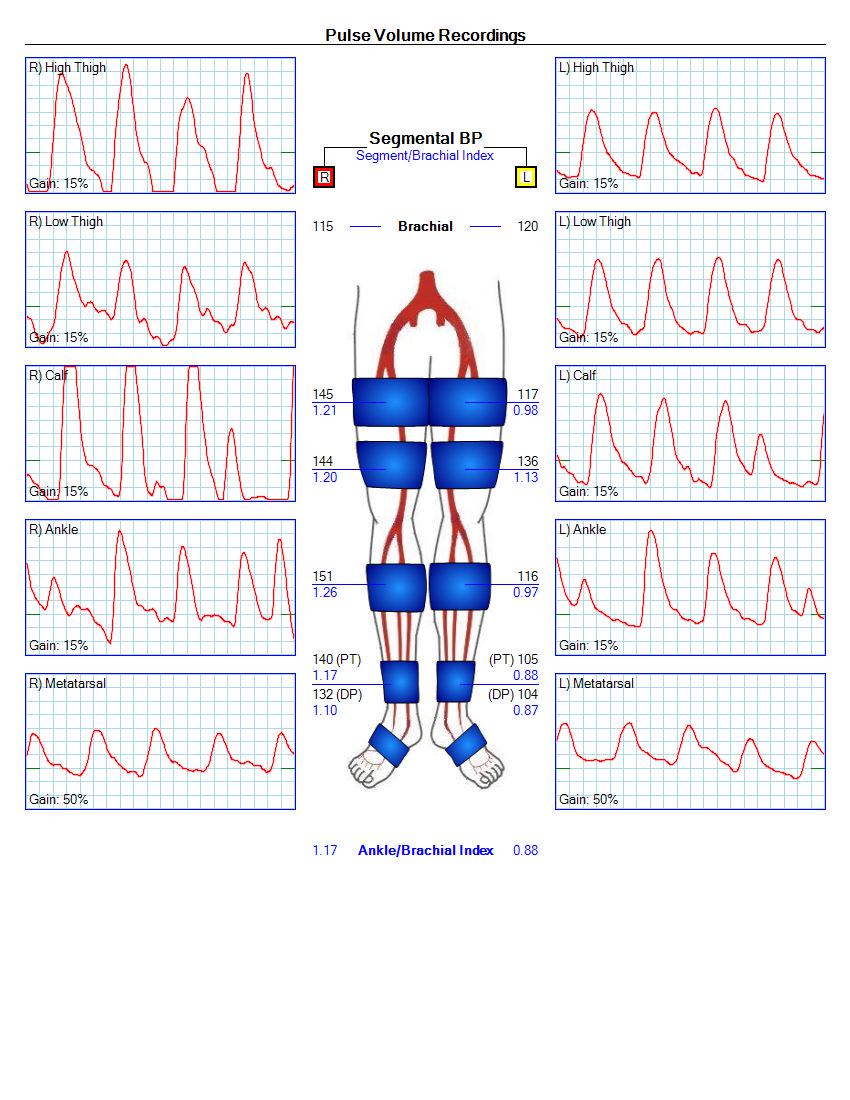 Pulse Volume Recordings
R) High Thigh
Gain: 15%
R) Low Thigh
Gain: 15%
R) Calf
Gain: 15%
R) Ankle
Gain: 15%
R) Metatarsal
Gain: 50%
Segmental BP
Segment/Brachial Index
R L
115 Brachial 120
145 117
1.21 0.98
144 136
1.20 1.13
151 116
1.26 0.97
140 (PT) (PT) 105
1.17 0.88
132 (DP) (DP) 104
1.10 0.87
1.17 Ankle/Brachial Index 0.88
L) High Thigh
Gain: 15%
L) Low Thigh
Gain: 15%
L) Calf
Gain: 15%
L) Ankle
Gain: 15%
L) Metatarsal
Gain: 50%